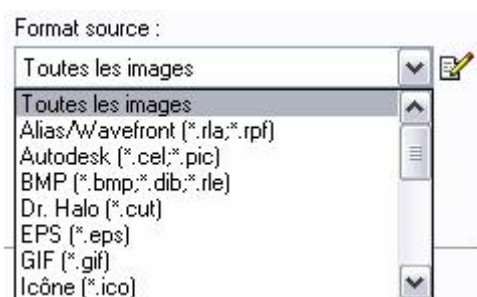 Format source :
Toutes les images
Toutes les images
Alias/Wavefront (*.rla;*.rpf)
Autodesk (*.cel;*.pic)
BMP (*.bmp;*.dib;*.rle)
Dr. Halo (*.cut)
EPS (*.eps)
GIF (*.gif)
Icône (*.ico)